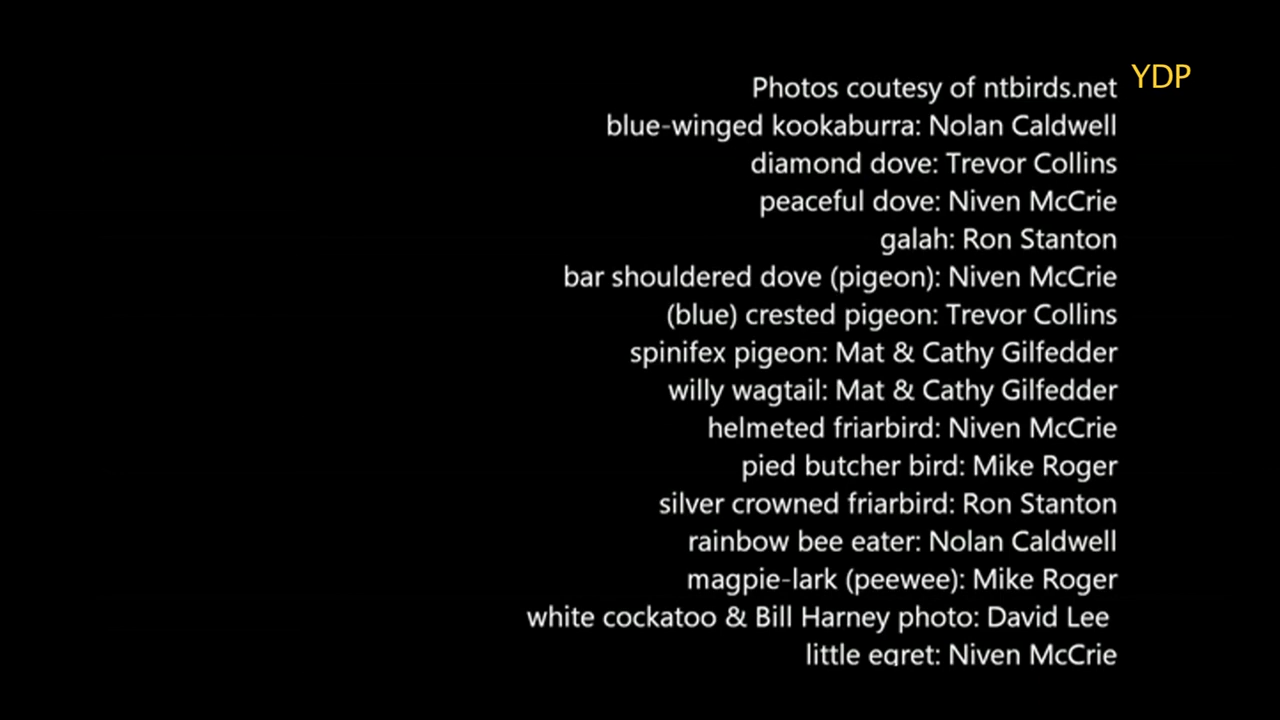 YDP
Photos coutesy of ntbirds.net
blue-winged kookaburra: Nolan Caldwell
diamond dove: Trevor Collins
peaceful dove: Niven McCrie
galah: Ron Stanton
bar shouldered dove (pigeon): Niven McCrie
(blue) crested pigeon: Trevor Collins
spinifex pigeon: Mat & Cathy Gilfedder
willy wagtail: Mat & Cathy Gilfedder
helmeted friarbird: Niven McCrie
pied butcher bird: Mike Roger
silver crowned friarbird: Ron Stanton
rainbow bee eater: Nolan Caldwell
magpie-lark (peewee): Mike Roger
white cockatoo & Bill Harney photo: David Lee
little egret: Niven McCrie